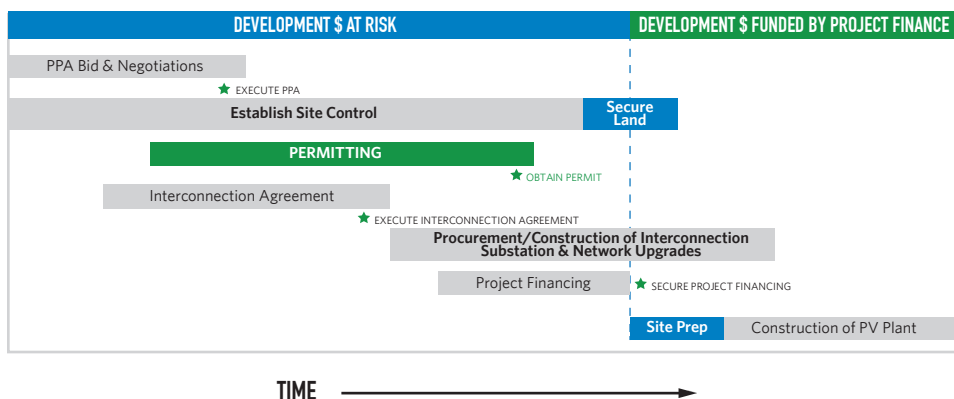 DEVELOPMENT $ AT RISK
DEVELOPMENT $ FUNDED BY PROJECT FINANCE
PPA Bid & Negotiations
EXECUTE PPA
Establish Site Control
Secure
Land
PERMITTING
OBTAIN PERMIT
Interconnection Agreement
EXECUTE INTERCONNECTION AGREEMENT
Procurement/Construction of Interconnection
Substation & Network Upgrades
Project Financing
SECURE PROJECT FINANCING
Site Prep
Construction of PV Plant
TIME